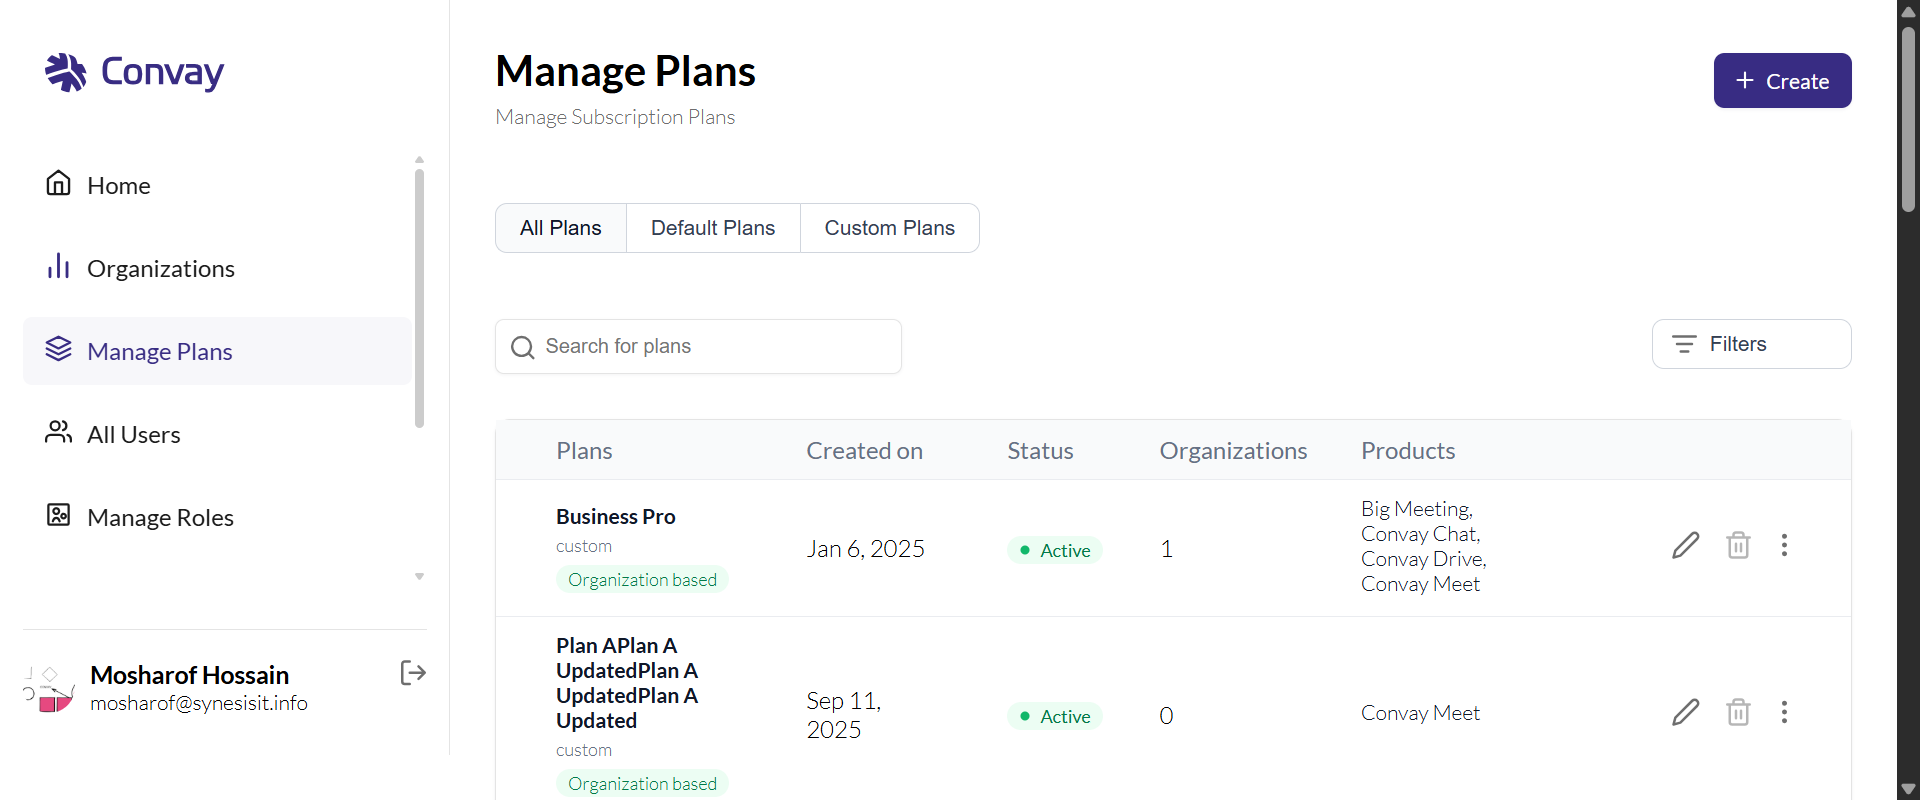 Convay
Home
Organizations
Manage Plans
All Users
Manage Roles
Mosharof Hossain
mosharof@synesisit.info
Manage Plans
Manage Subscription Plans
Create
All Plans
Default Plans
Custom Plans
Search for plans
Filters
Plans
Created on
Status
Organizations
Products
Business Pro
custom
Organization based
Jan 6, 2025
Active
1
Big Meeting,
Convay Chat,
Convay Drive,
Convay Meet
Plan APlan A
UpdatedPlan A
UpdatedPlan A
Updated
custom
Organization based
Sep 11,
2025
Active
0
Convay Meet